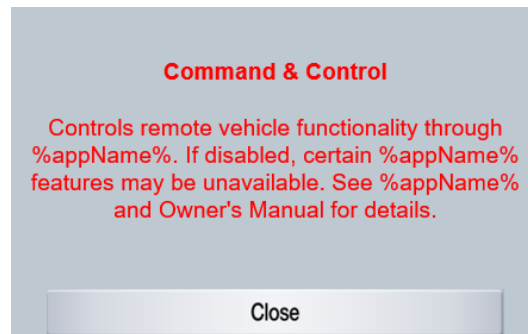 Command & Control
Controls remote vehicle functionality through
%appName%. If disabled, certain %appName%
features may be unavailable. See %appName%
and Owner's Manual for details.
Close